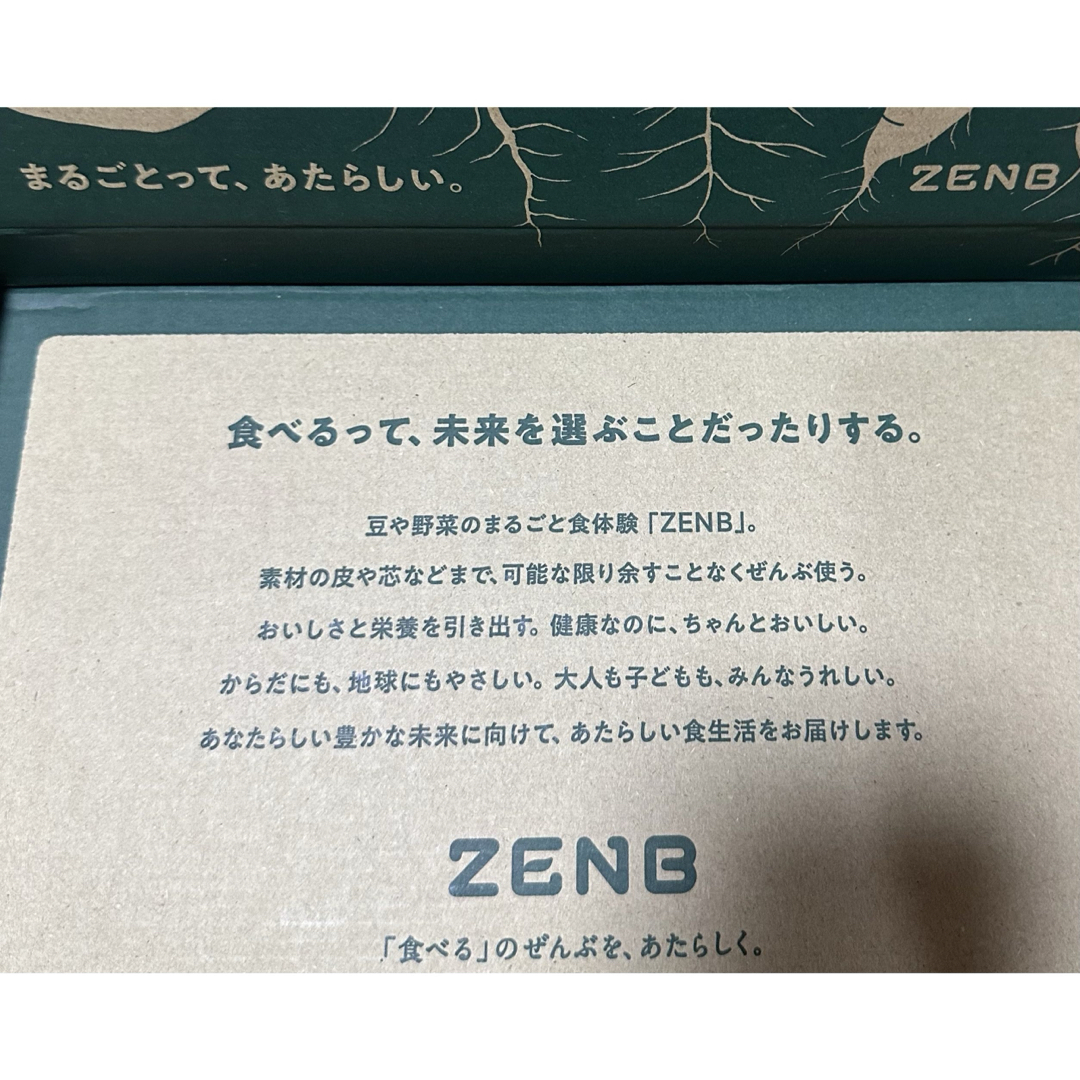 まるごとって、あたらしい。
ZENB
食べるって、未来を選ぶことだったりする。
豆や野菜のまるごと食体験「ZENB」。
素材の皮や芯などまで、可能な限り余すことなくぜんぶ使う。
おいしさと栄養を引き出す。健康なのに、ちゃんとおいしい。
からだにも、地球にもやさしい。大人も子どもも、みんなうれしい。
あなたらしい豊かな未来に向けて、あたらしい食生活をお届けします。
ZENB
「食べる」のぜんぶを、あたらしく。